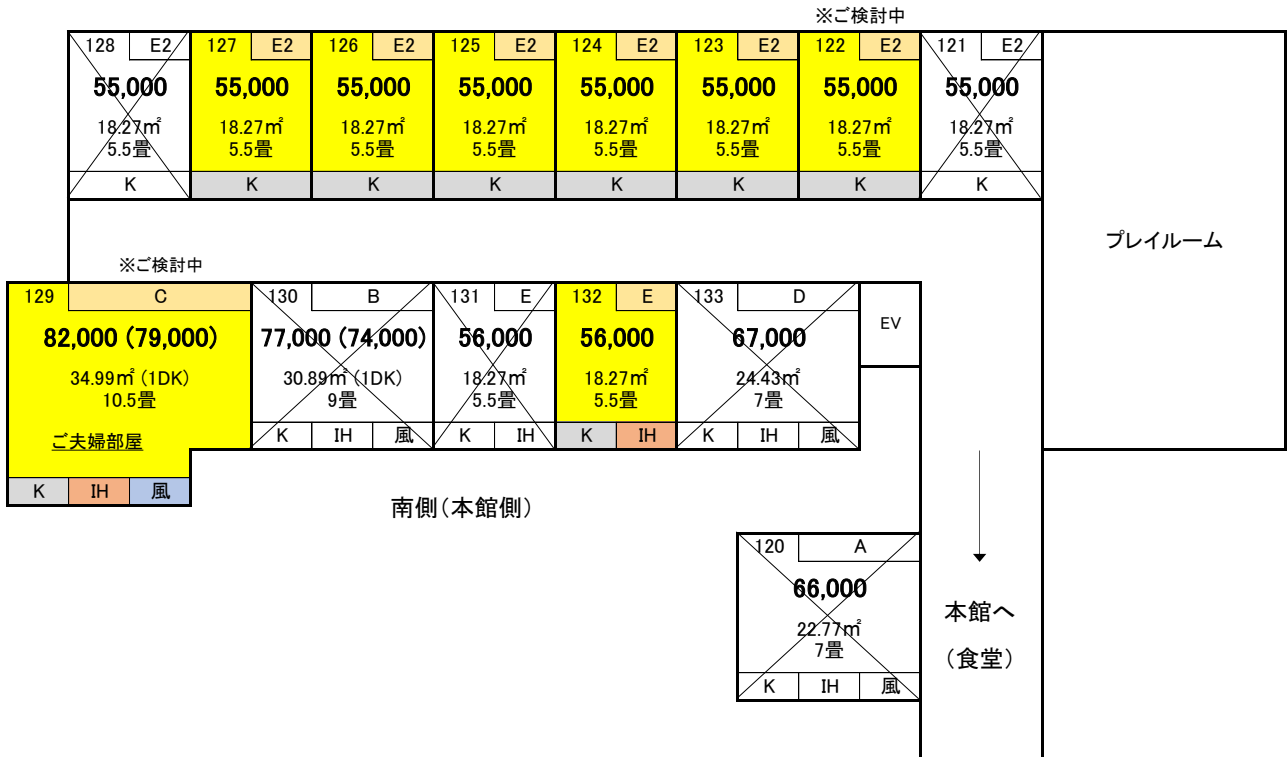 ※ご検討中
128 E2 127 E2 126 E2 125 E2 124 E2 123 E2 122 E2 121 E2
55,000 55,000 55,000 55,000 55,000 55,000 55,000 55,000
18.27㎡ 18.27㎡ 18.27㎡ 18.27㎡ 18.27㎡ 18.27㎡ 18.27㎡ 18.27㎡
5.5畳 5.5畳 5.5畳 5.5畳 5.5畳 5.5畳 5.5畳 5.5畳
K K K K K K K K
プレイルーム
※ご検討中
129 C 130 B 131 E 132 E 133 D
EV
82,000 (79,000) 77,000 (74,000) 56,000 56,000 67,000
34.99㎡ (1DK) 30.89㎡ (1DK) 18.27㎡ 18.27㎡ 24.43㎡
10.5畳 9畳 5.5畳 5.5畳 7畳
ご夫婦部屋
K IH 風 K IH K IH K IH 風
K IH 風
南側(本館側)
120 A
66,000
22.77㎡
7畳
K IH 風
本館へ
(食堂)